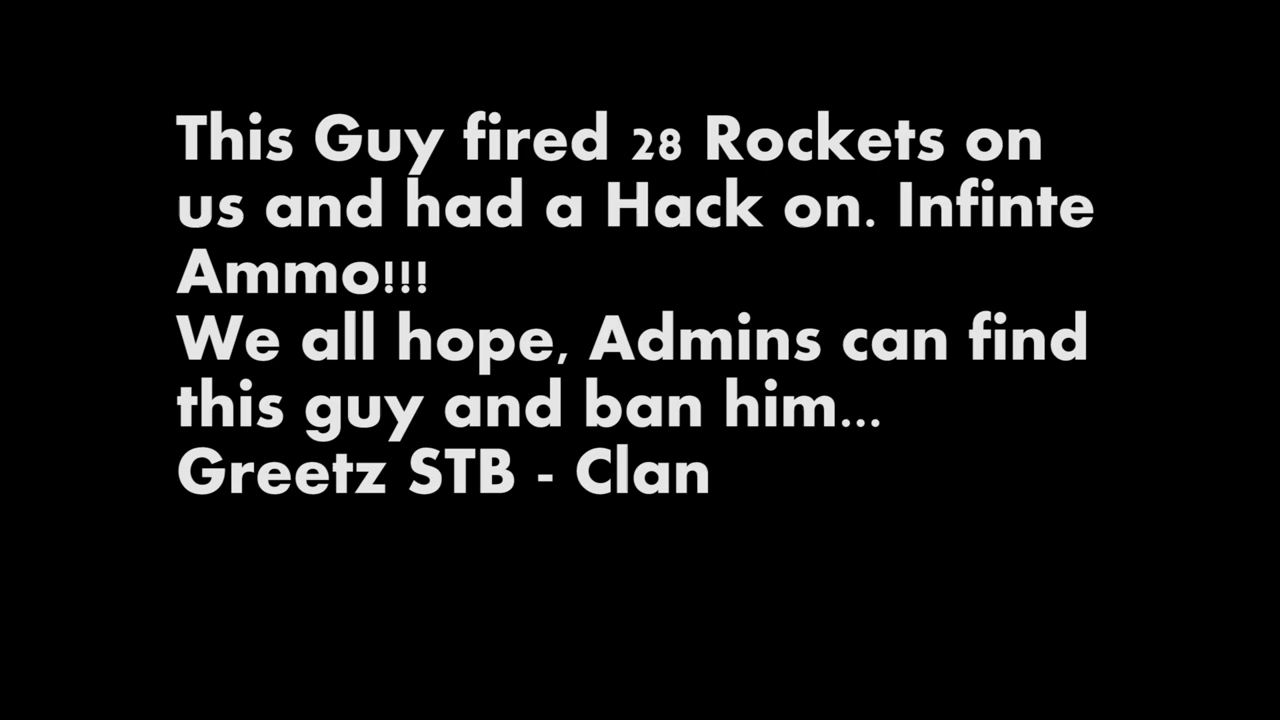 This Guy fired 28 Rockets on
us and had a Hack on. Infinte
Ammo!!!
We all hope, Admins can find
this guy and ban him...
Greetz STB - Clan